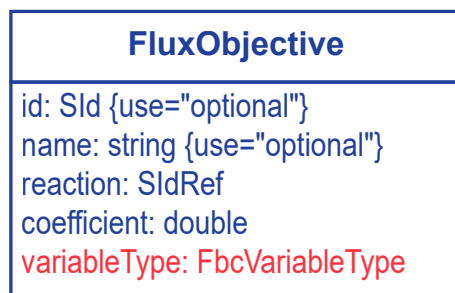 FluxObjective
id: SId {use="optional"}
name: string {use="optional"}
reaction: SIdRef
coefficient: double
variableType: FbcVariableType